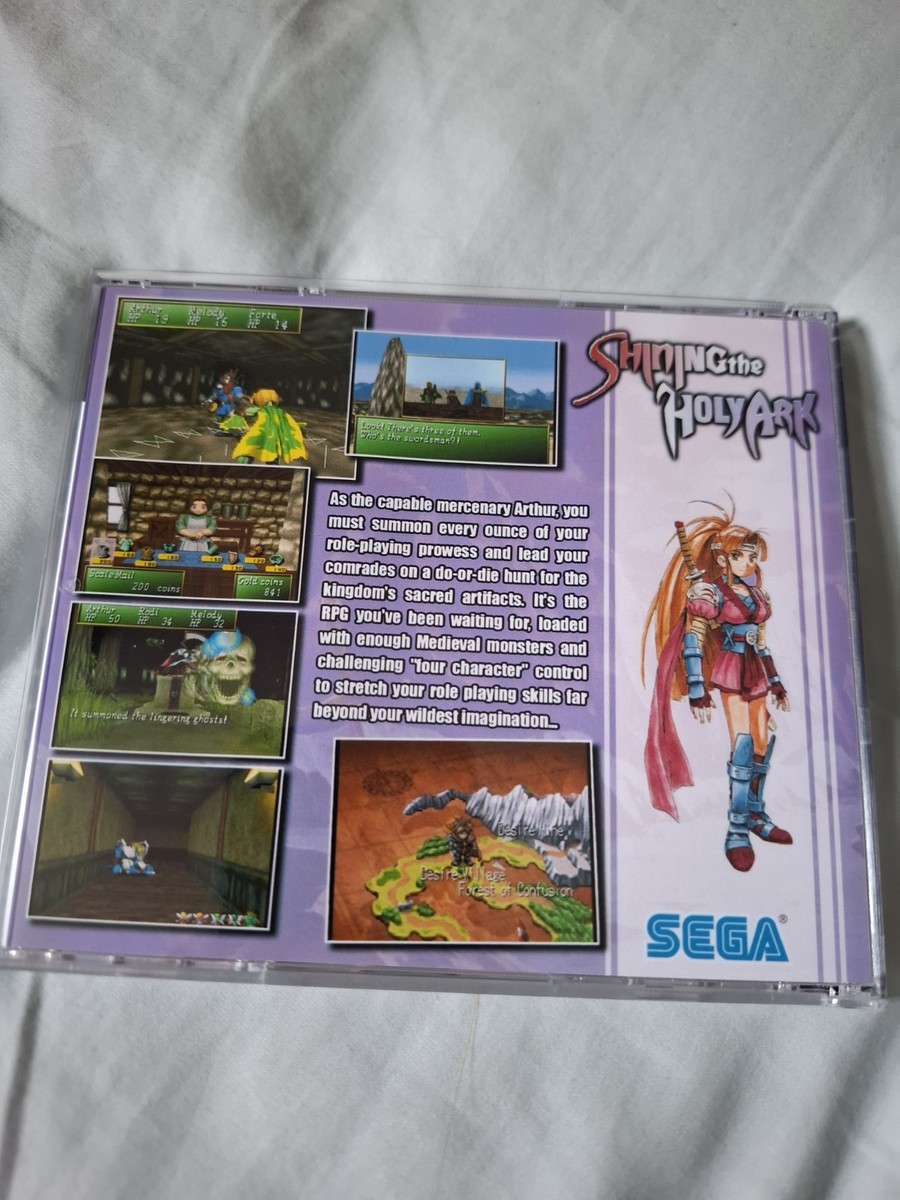 Arthur Melody Forte
HP 19 HP 16 HP 14
Look! There's three of them.
Who's the swordsman?!
SHINING the
HOLY ARK
Scale Mail
200 coins
Gold coins
841
Arthur Rodi Melody
HP 50 HP 34 HP 32
It summoned the lingering ghosts!
As the capable mercenary Arthur, you
must summon every ounce of your
role-playing prowess and lead your
comrades on a do-or-die hunt for the
kingdom's sacred artifacts. It's the
RPG you've been waiting for, loaded
with enough Medieval monsters and
challenging "four character" control
to stretch your role playing skills far
beyond your wildest imagination...
Desire Mine
Desire Village
Forest of Confusion
SEGA®